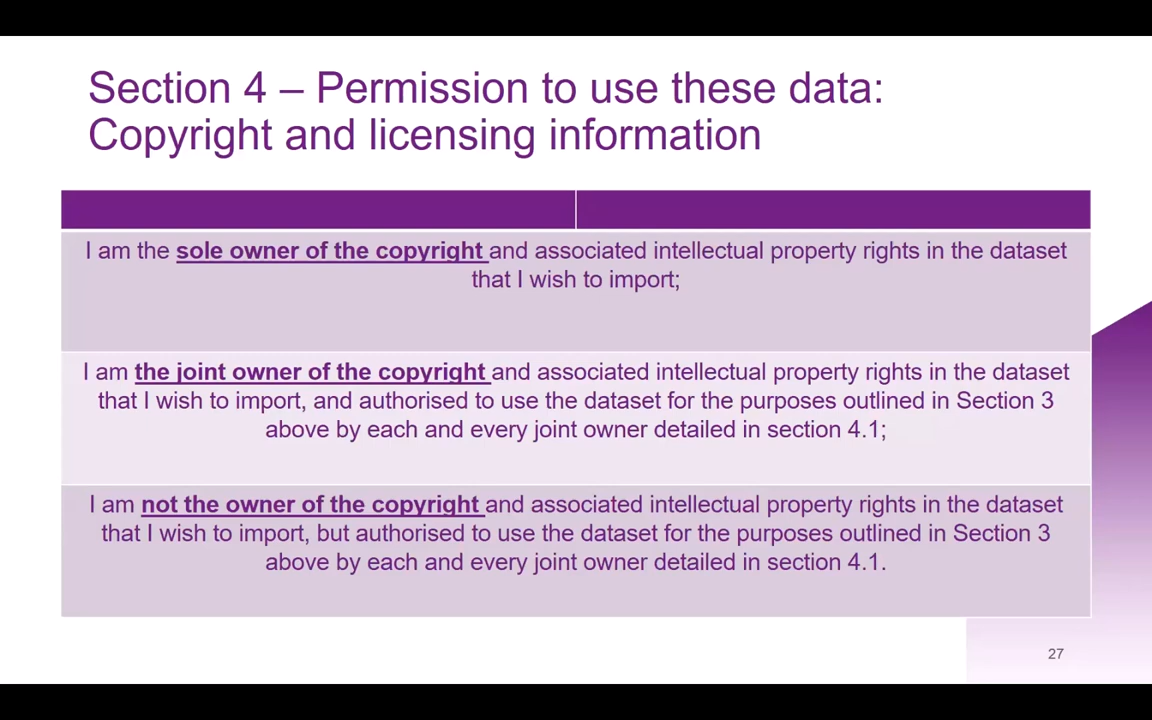 Section 4 – Permission to use these data:
Copyright and licensing information
I am the sole owner of the copyright and associated intellectual property rights in the dataset
that I wish to import;
I am the joint owner of the copyright and associated intellectual property rights in the dataset
that I wish to import, and authorised to use the dataset for the purposes outlined in Section 3
above by each and every joint owner detailed in section 4.1;
I am not the owner of the copyright and associated intellectual property rights in the dataset
that I wish to import, but authorised to use the dataset for the purposes outlined in Section 3
above by each and every joint owner detailed in section 4.1.
27